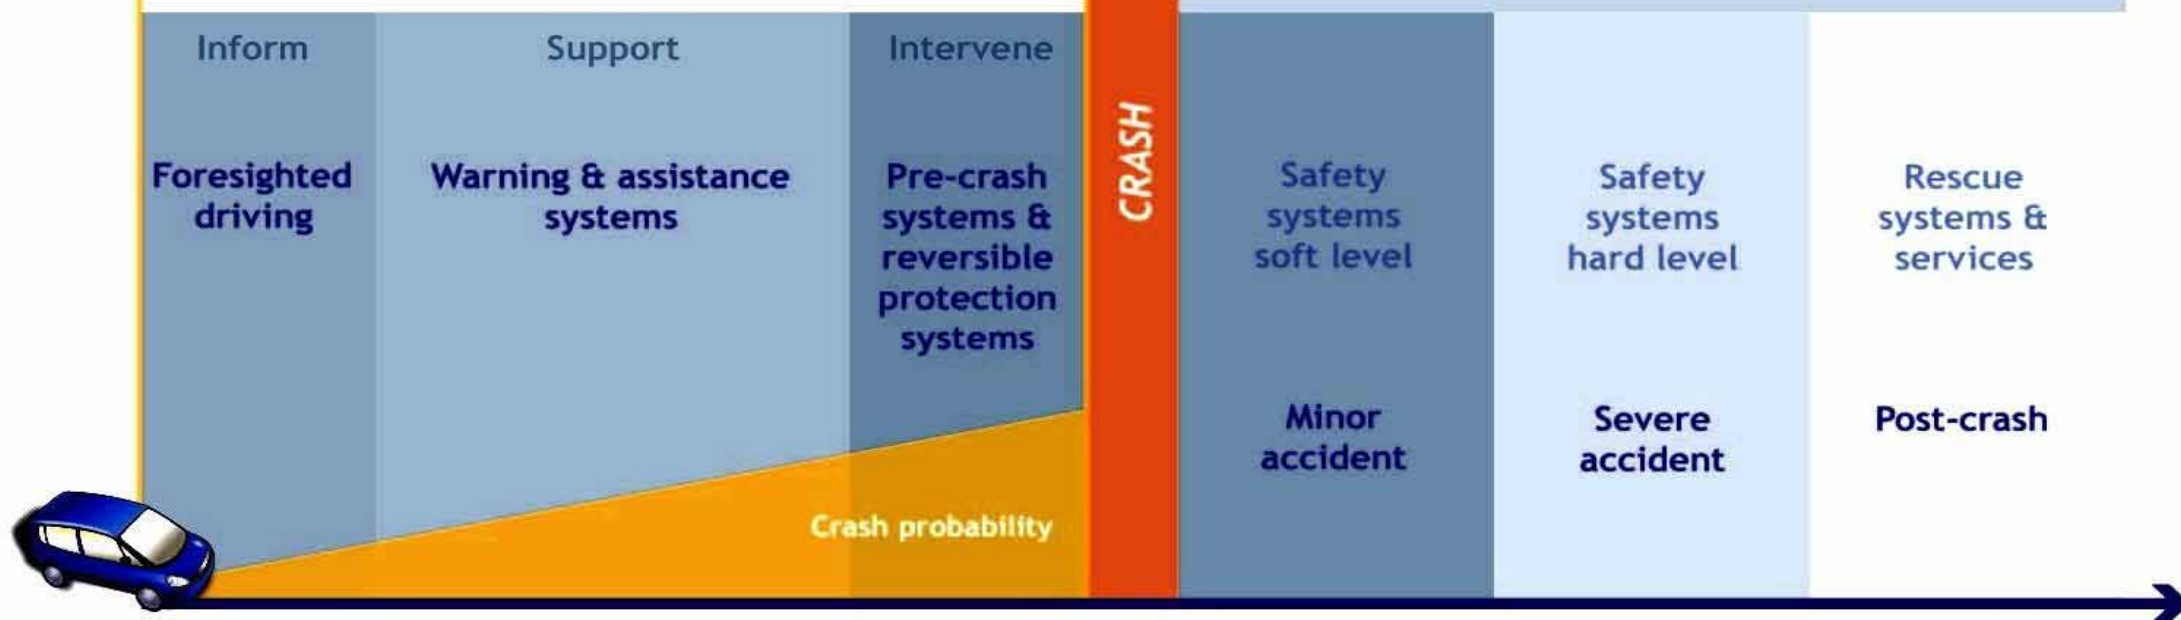 Inform
Support
Intervene
Foresighted
driving
Warning & assistance
systems
Pre-crash
systems &
reversible
protection
systems
CRASH
Safety
systems
soft level
Safety
systems
hard level
Rescue
systems &
services
Minor
accident
Severe
accident
Post-crash
Crash probability